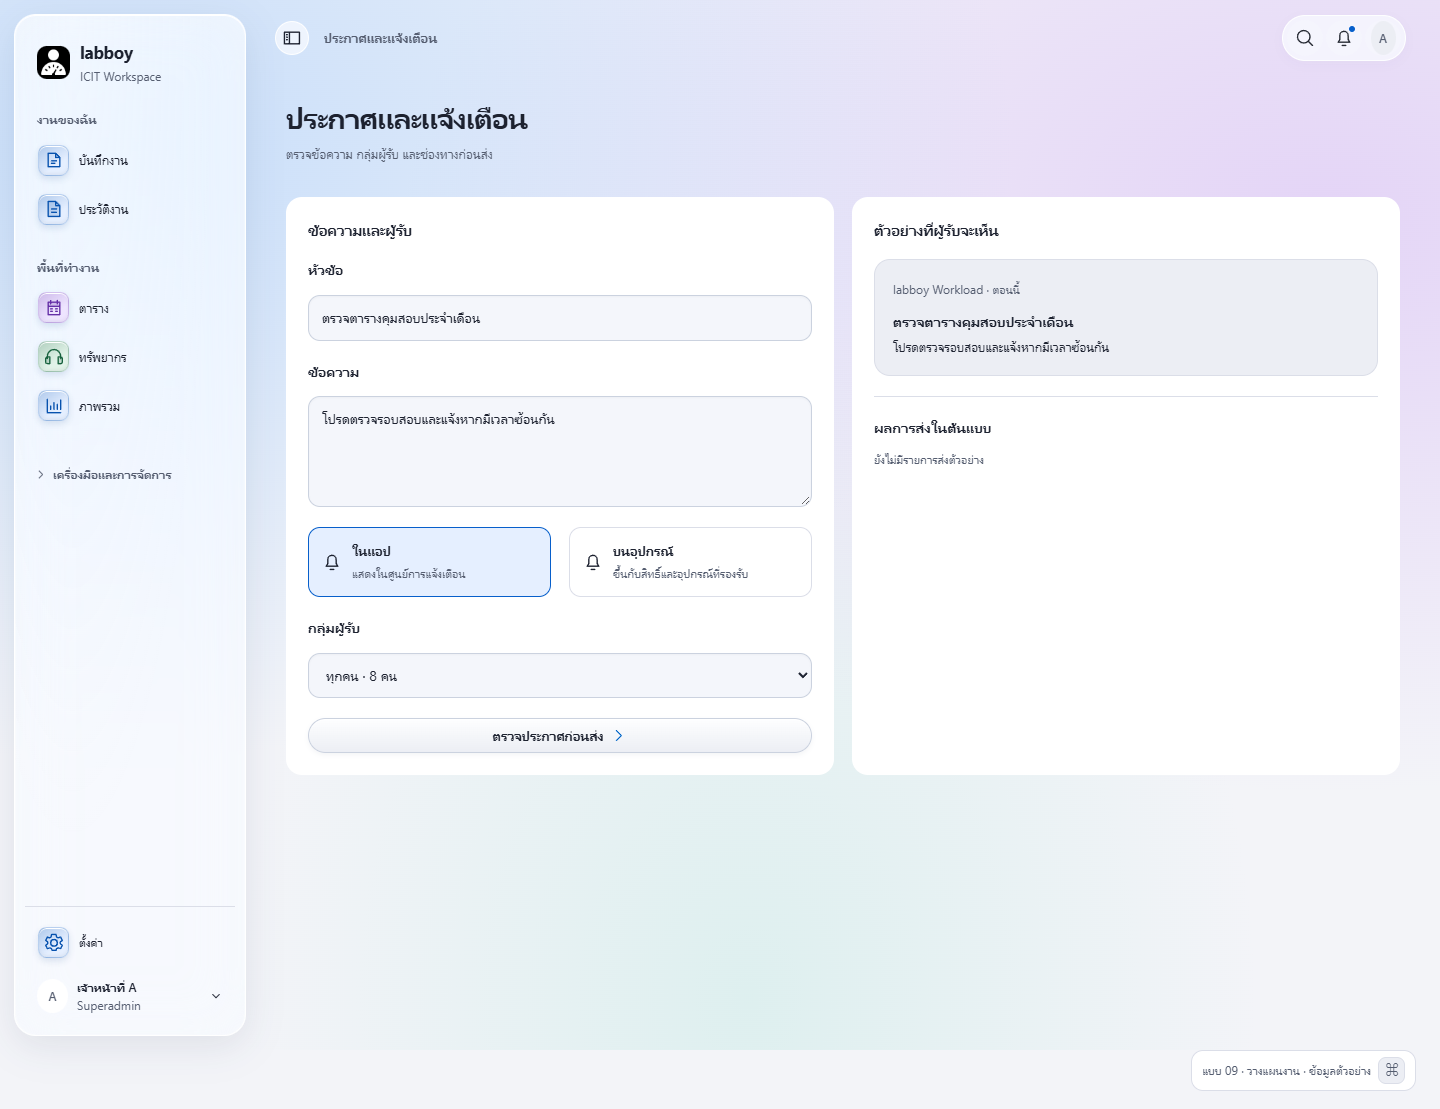 labboy
ICIT Workspace
งานของฉัน
บันทึกงาน
ประวัติงาน
พื้นที่ทำงาน
ตาราง
ทรัพยากร
ภาพรวม
เครื่องมือและการจัดการ
ตั้งค่า
A
เจ้าหน้าที่ A
Superadmin
ประกาศและแจ้งเตือน
A
ประกาศและแจ้งเตือน
ตรวจข้อความ กลุ่มผู้รับ และช่องทางก่อนส่ง
ข้อความและผู้รับ
หัวข้อ
ตรวจตารางคุมสอบประจำเดือน
ข้อความ
โปรดตรวจรอบสอบและแจ้งหากมีเวลาซ้อนกัน
ในแอป
แสดงในศูนย์การแจ้งเตือน
บนอุปกรณ์
ขึ้นกับสิทธิ์และอุปกรณ์ที่รองรับ
กลุ่มผู้รับ
ทุกคน · 8 คน
ตรวจประกาศก่อนส่ง
ตัวอย่างที่ผู้รับจะเห็น
labboy Workload · ตอนนี้
ตรวจตารางคุมสอบประจำเดือน
โปรดตรวจรอบสอบและแจ้งหากมีเวลาซ้อนกัน
ผลการส่งในต้นแบบ
ยังไม่มีรายการส่งตัวอย่าง
แบบ 09 · วางแผนงาน · ข้อมูลตัวอย่าง ⌘